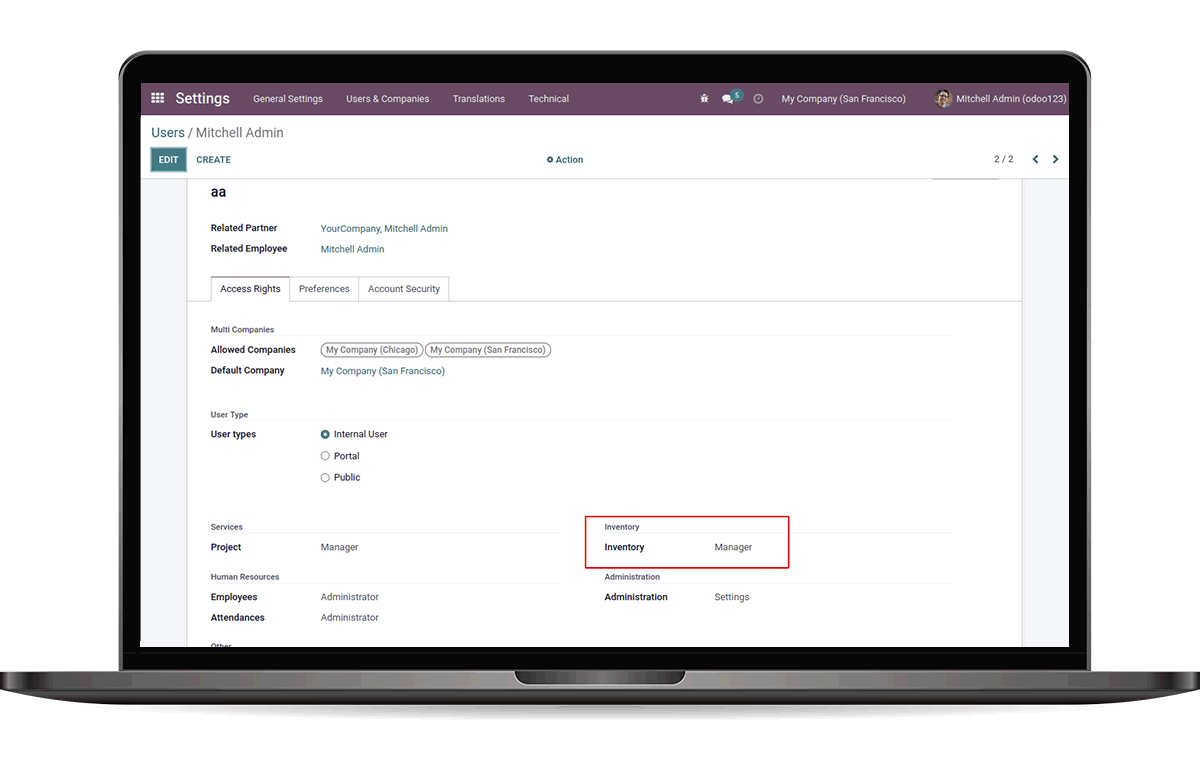 Settings General Settings Users & Companies Translations Technical 5 My Company (San Francisco) Mitchell Admin (odoo123)
Users / Mitchell Admin
EDIT CREATE Action 2 / 2
aa
Related Partner YourCompany, Mitchell Admin
Related Employee Mitchell Admin
Access Rights Preferences Account Security
Multi Companies
Allowed Companies My Company (Chicago) My Company (San Francisco)
Default Company My Company (San Francisco)
User Type
User types Internal User
Portal
Public
Services Inventory
Project Manager Inventory Manager
Human Resources Administration
Employees Administrator Administration Settings
Attendances Administrator
Other